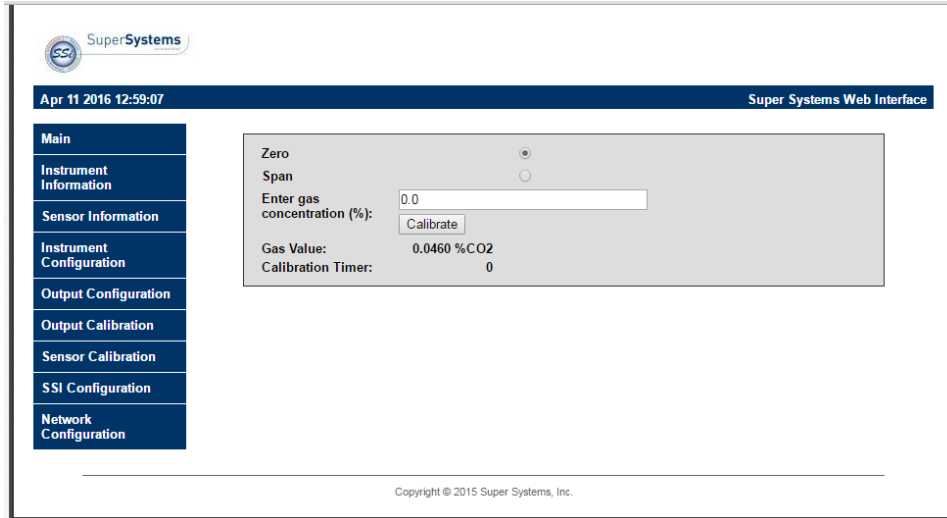 SSi
SuperSystems
incorporated
Apr 11 2016 12:59:07
Super Systems Web Interface
Main
Instrument
Information
Sensor Information
Instrument
Configuration
Output Configuration
Output Calibration
Sensor Calibration
SSI Configuration
Network
Configuration
Zero
Span
Enter gas
concentration (%):
0.0
Calibrate
Gas Value: 0.0460 %CO2
Calibration Timer: 0
Copyright © 2015 Super Systems, Inc.